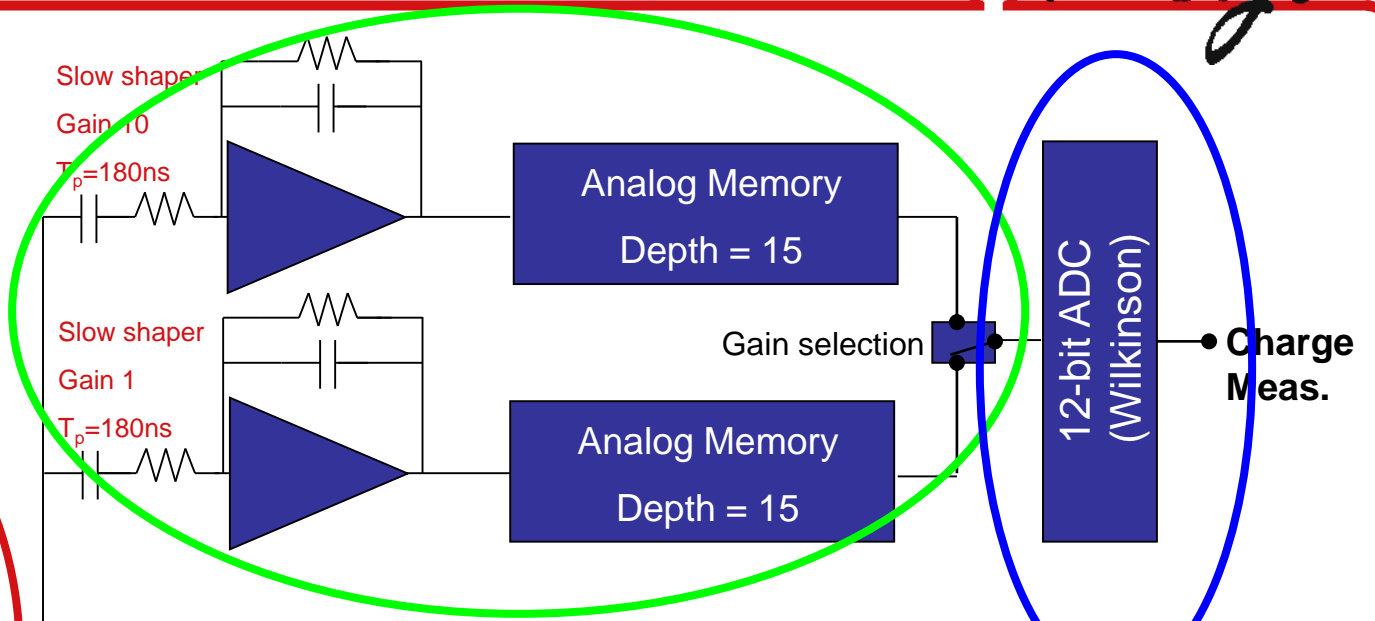 Slow shaper
Gain 10
Tp=180ns
Analog Memory
Depth = 15
Slow shaper
Gain 1
Tp=180ns
Gain selection
Analog Memory
Depth = 15
12-bit ADC
(Wilkinson)
Charge
Meas.